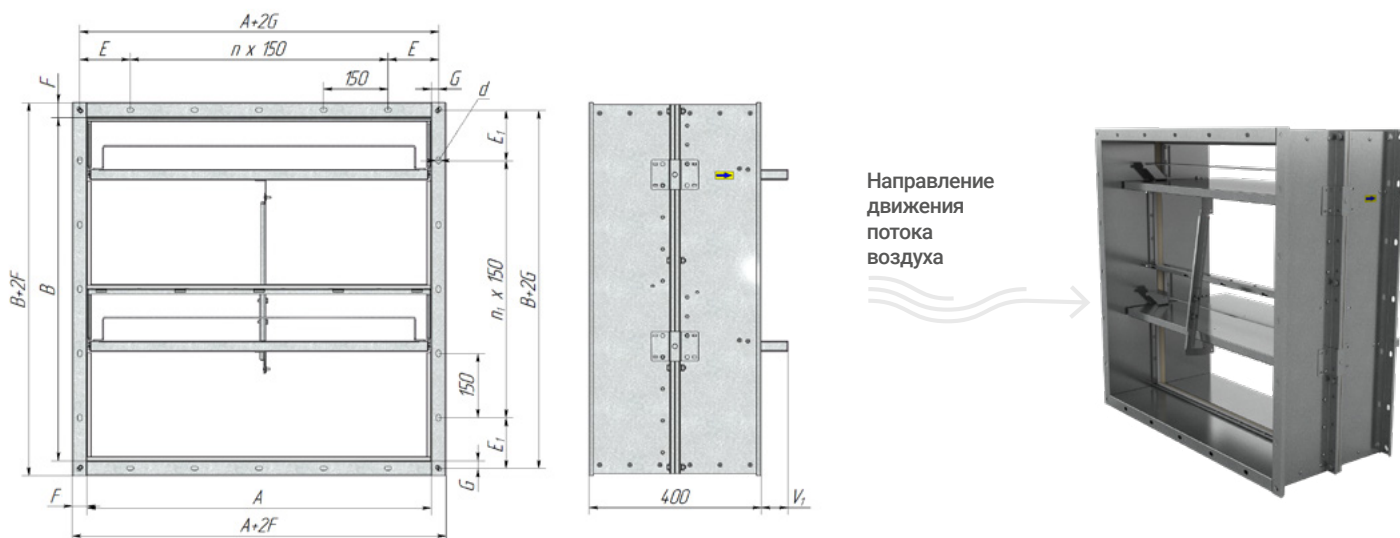 A+2G
E
n x 150
E
150
G
d
F
E₁
B+2F
B
n₁ x 150
B+2G
150
E₁
G
F
A
A+2F
400
V₁
Направление
движения
потока
воздуха